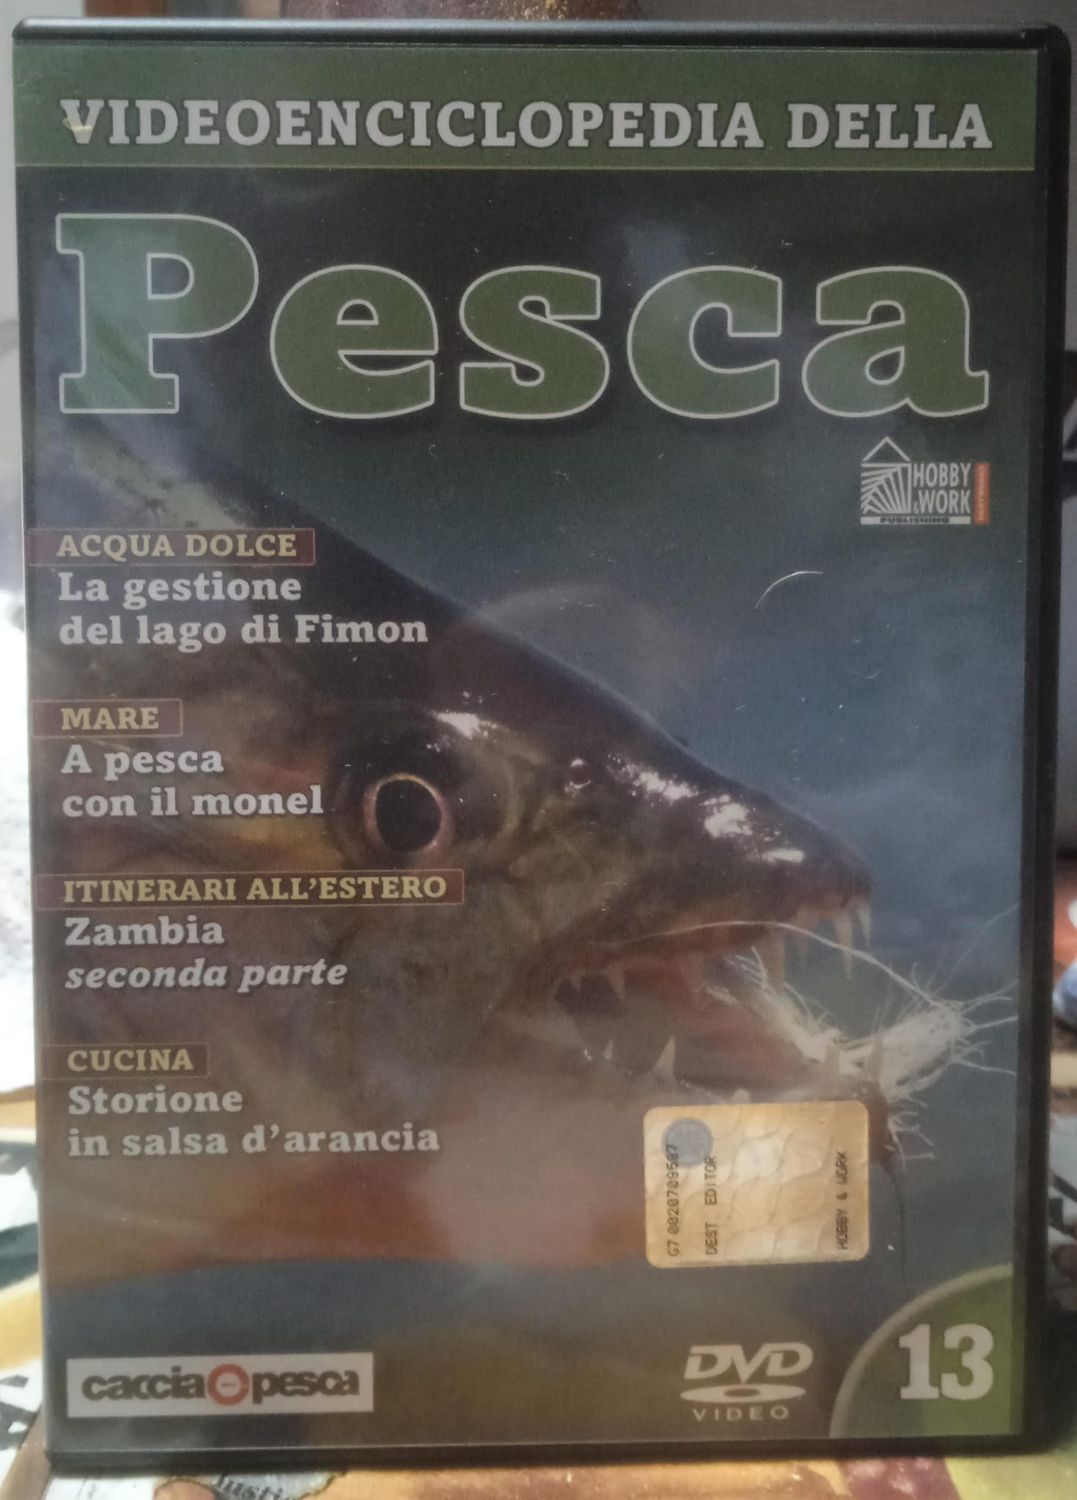 VIDEOENCICLOPEDIA DELLA
Pesca
HOBBY
& WORK
PUBLISHING
ACQUA DOLCE
La gestione
del lago di Fimon
MARE
A pesca
con il monel
ITINERARI ALL'ESTERO
Zambia
seconda parte
CUCINA
Storione
in salsa d'arancia
DEST. EDITOR
HOBBY & WORK
caccia pesca
DVD
VIDEO
13